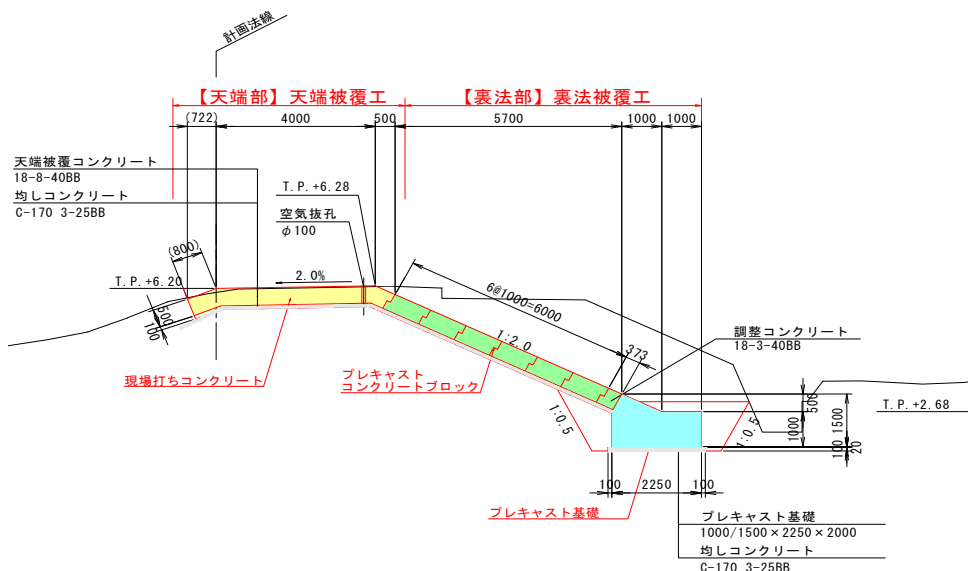 計画法線
【天端部】天端被覆工
【裏法部】裏法被覆工
(722)
4000
500
5700
1000
1000
天端被覆コンクリート
18-8-40BB
均しコンクリート
C-170 3-25BB
T.P.+6.28
空気抜孔
φ100
(800)
T.P.+6.20
2.0%
500
100
6@1000=6000
1:2.0
373
調整コンクリート
18-3-40BB
現場打ちコンクリート
プレキャスト
コンクリートブロック
1:0.5
1:0.5
500
1000
1500
100
20
T.P.+2.68
100
2250
100
プレキャスト基礎
プレキャスト基礎
1000/1500×2250×2000
均しコンクリート
C-170 3-25BB